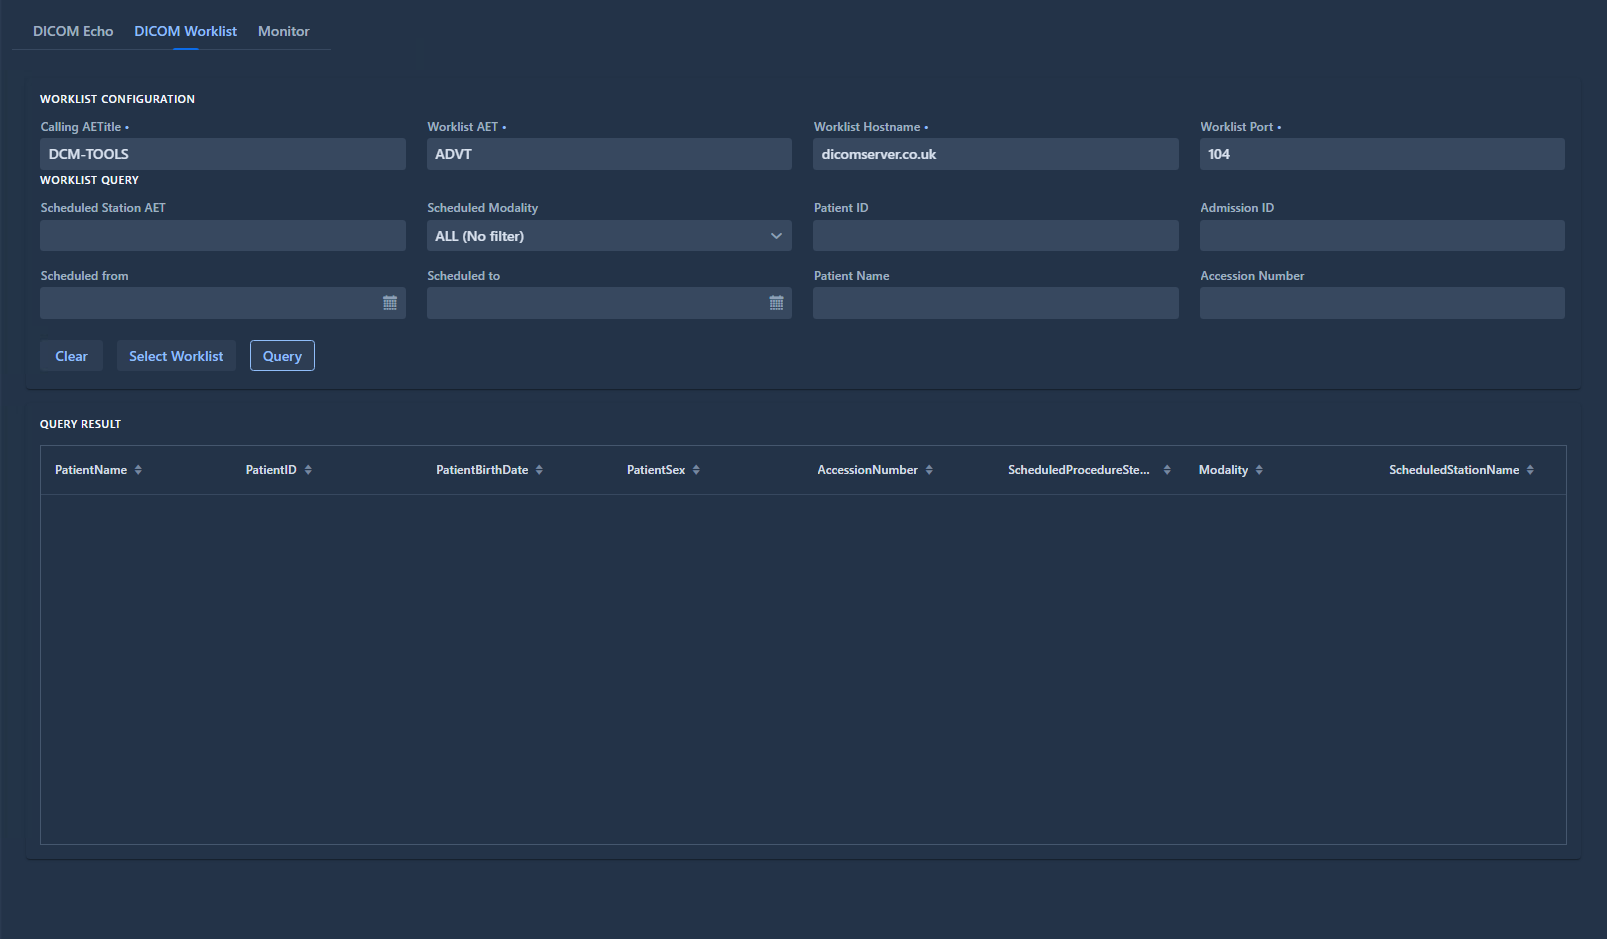 DICOM Echo DICOM Worklist Monitor
WORKLIST CONFIGURATION
Calling AETitle • Worklist AET • Worklist Hostname • Worklist Port •
DCM-TOOLS ADVT dicomserver.co.uk 104
WORKLIST QUERY
Scheduled Station AET Scheduled Modality Patient ID Admission ID
ALL (No filter)
Scheduled from Scheduled to Patient Name Accession Number
Clear Select Worklist Query
QUERY RESULT
PatientName PatientID PatientBirthDate PatientSex AccessionNumber ScheduledProcedureSte... Modality ScheduledStationName